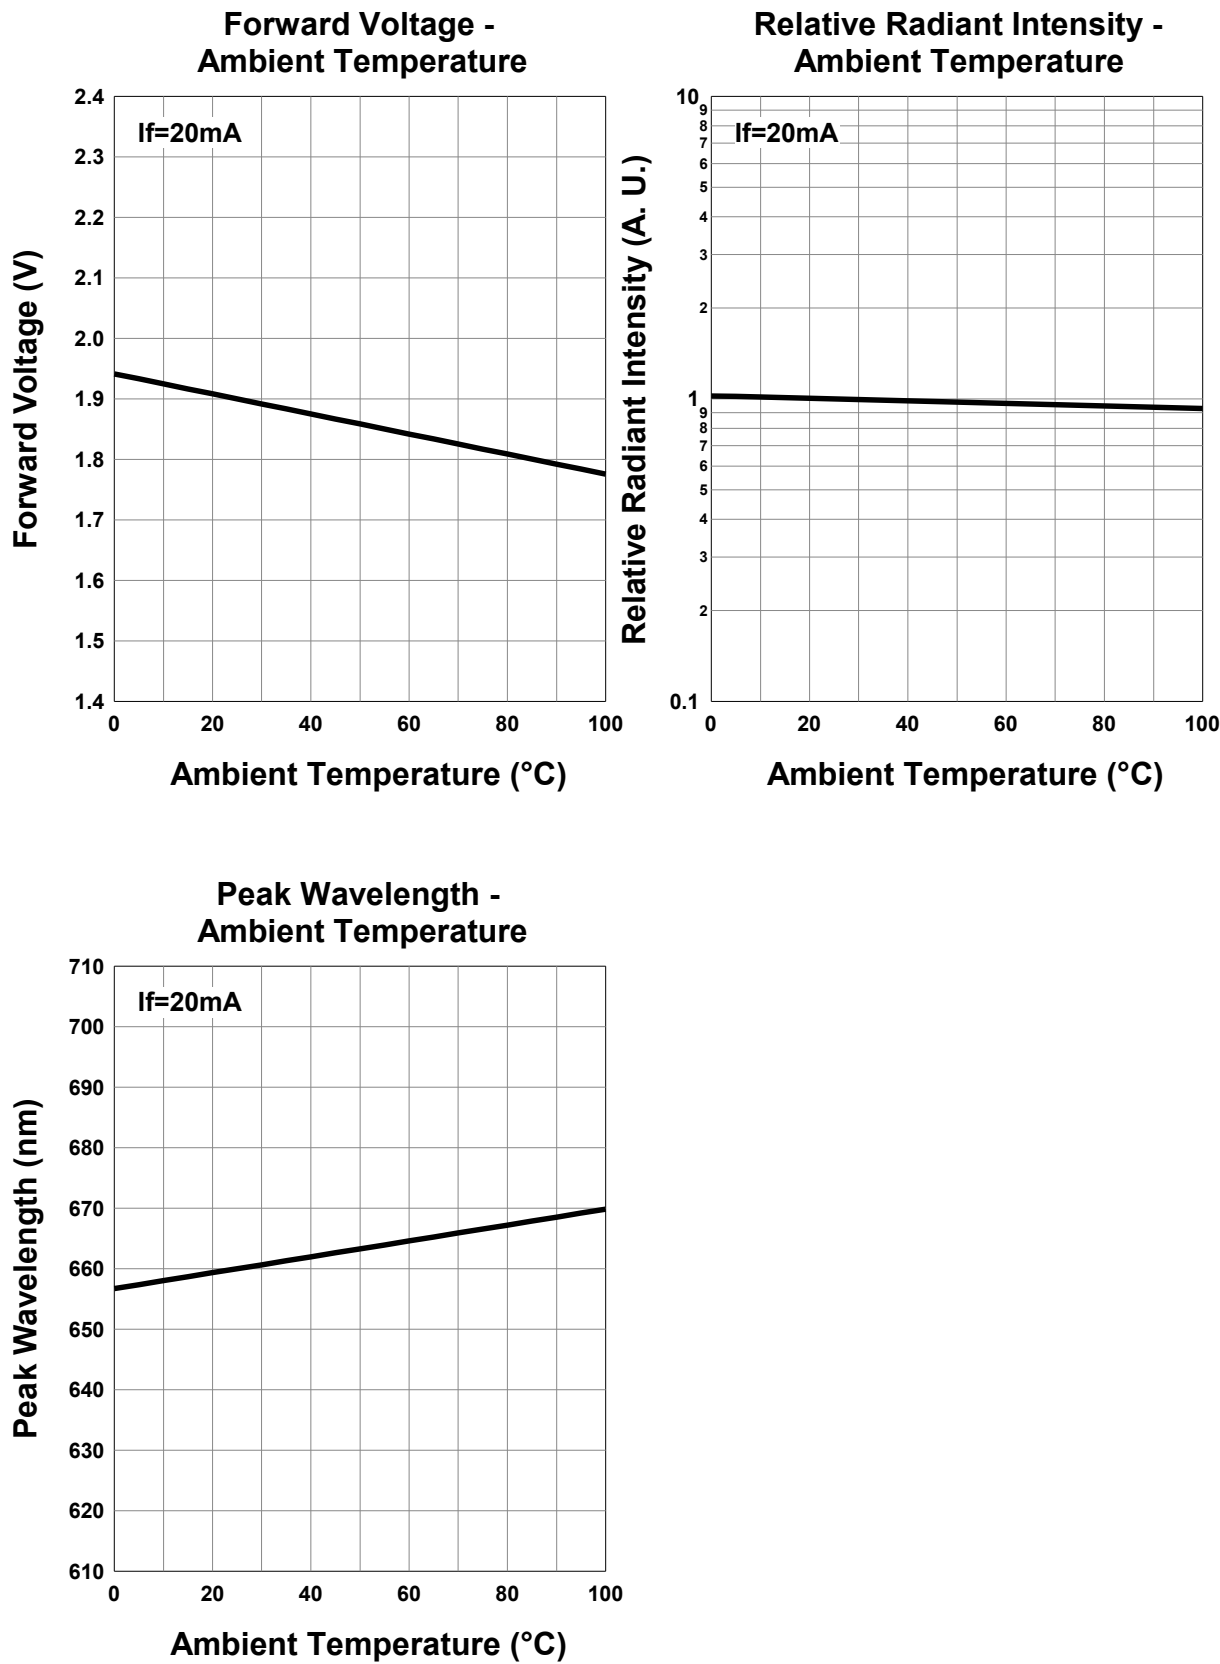 Forward Voltage -
Ambient Temperature
If=20mA
Forward Voltage (V)
2.4
2.3
2.2
2.1
2.0
1.9
1.8
1.7
1.6
1.5
1.4
0 20 40 60 80 100
Ambient Temperature (°C)
Relative Radiant Intensity -
Ambient Temperature
If=20mA
Relative Radiant Intensity (A. U.)
10
9
8
7
6
5
4
3
2
1
9
8
7
6
5
4
3
2
0.1
0 20 40 60 80 100
Ambient Temperature (°C)
Peak Wavelength -
Ambient Temperature
If=20mA
Peak Wavelength (nm)
710
700
690
680
670
660
650
640
630
620
610
0 20 40 60 80 100
Ambient Temperature (°C)